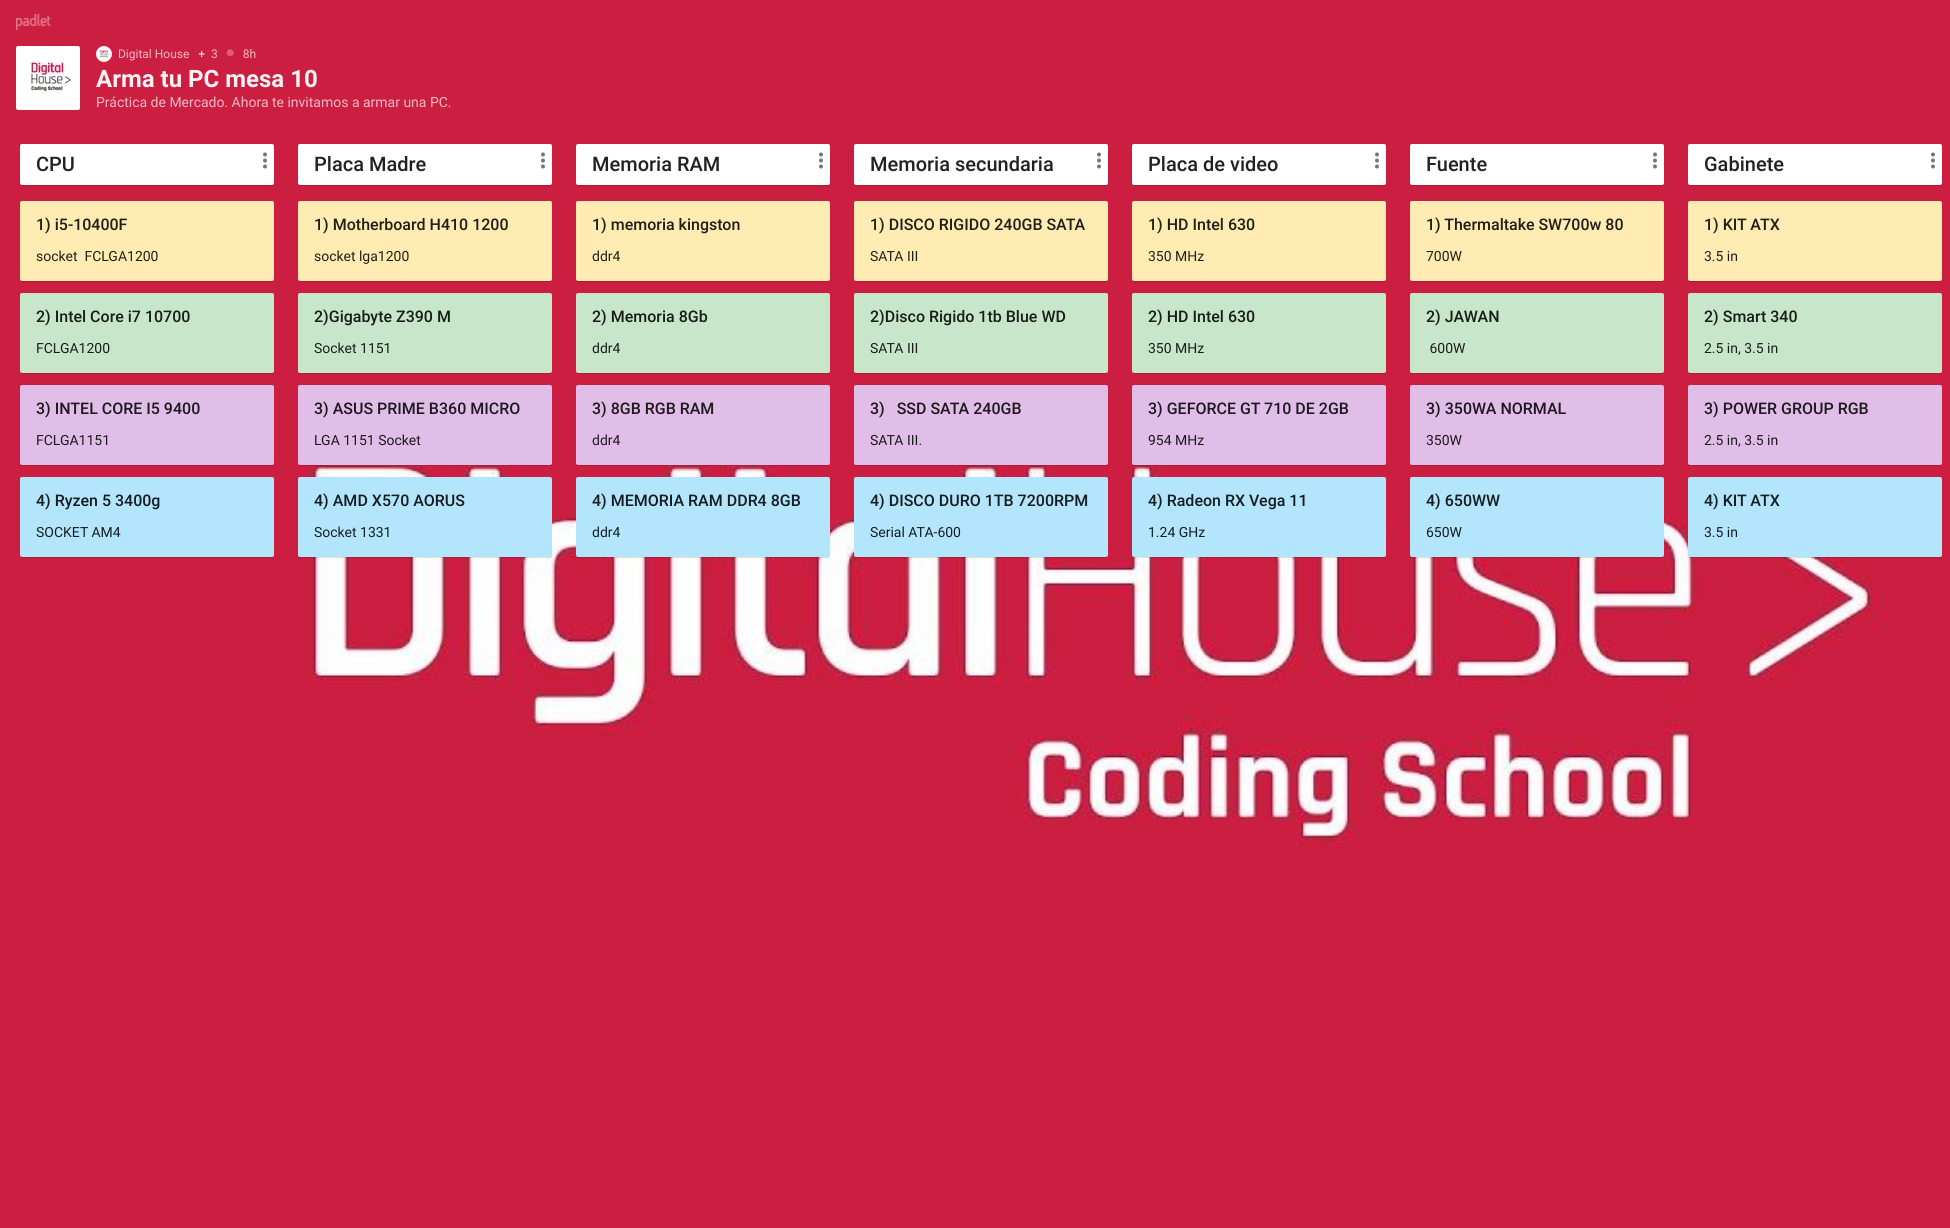 padlet
Digital
House>
Coding School
Digital House + 3 8h
Arma tu PC mesa 10
Práctica de Mercado. Ahora te invitamos a armar una PC.
CPU
1) i5-10400F
socket  FCLGA1200
2) Intel Core i7 10700
FCLGA1200
3) INTEL CORE I5 9400
FCLGA1151
4) Ryzen 5 3400g
SOCKET AM4
Placa Madre
1) Motherboard H410 1200
socket lga1200
2)Gigabyte Z390 M
Socket 1151
3) ASUS PRIME B360 MICRO
LGA 1151 Socket
4) AMD X570 AORUS
Socket 1331
Memoria RAM
1) memoria kingston
ddr4
2) Memoria 8Gb
ddr4
3) 8GB RGB RAM
ddr4
4) MEMORIA RAM DDR4 8GB
ddr4
Memoria secundaria
1) DISCO RIGIDO 240GB SATA
SATA III
2)Disco Rigido 1tb Blue WD
SATA III
3)   SSD SATA 240GB
SATA III.
4) DISCO DURO 1TB 7200RPM
Serial ATA-600
Placa de video
1) HD Intel 630
350 MHz
2) HD Intel 630
350 MHz
3) GEFORCE GT 710 DE 2GB
954 MHz
4) Radeon RX Vega 11
1.24 GHz
Fuente
1) Thermaltake SW700w 80
700W
2) JAWAN
600W
3) 350WA NORMAL
350W
4) 650WW
650W
Gabinete
1) KIT ATX
3.5 in
2) Smart 340
2.5 in, 3.5 in
3) POWER GROUP RGB
2.5 in, 3.5 in
4) KIT ATX
3.5 in
DigitalHouse>
Coding School